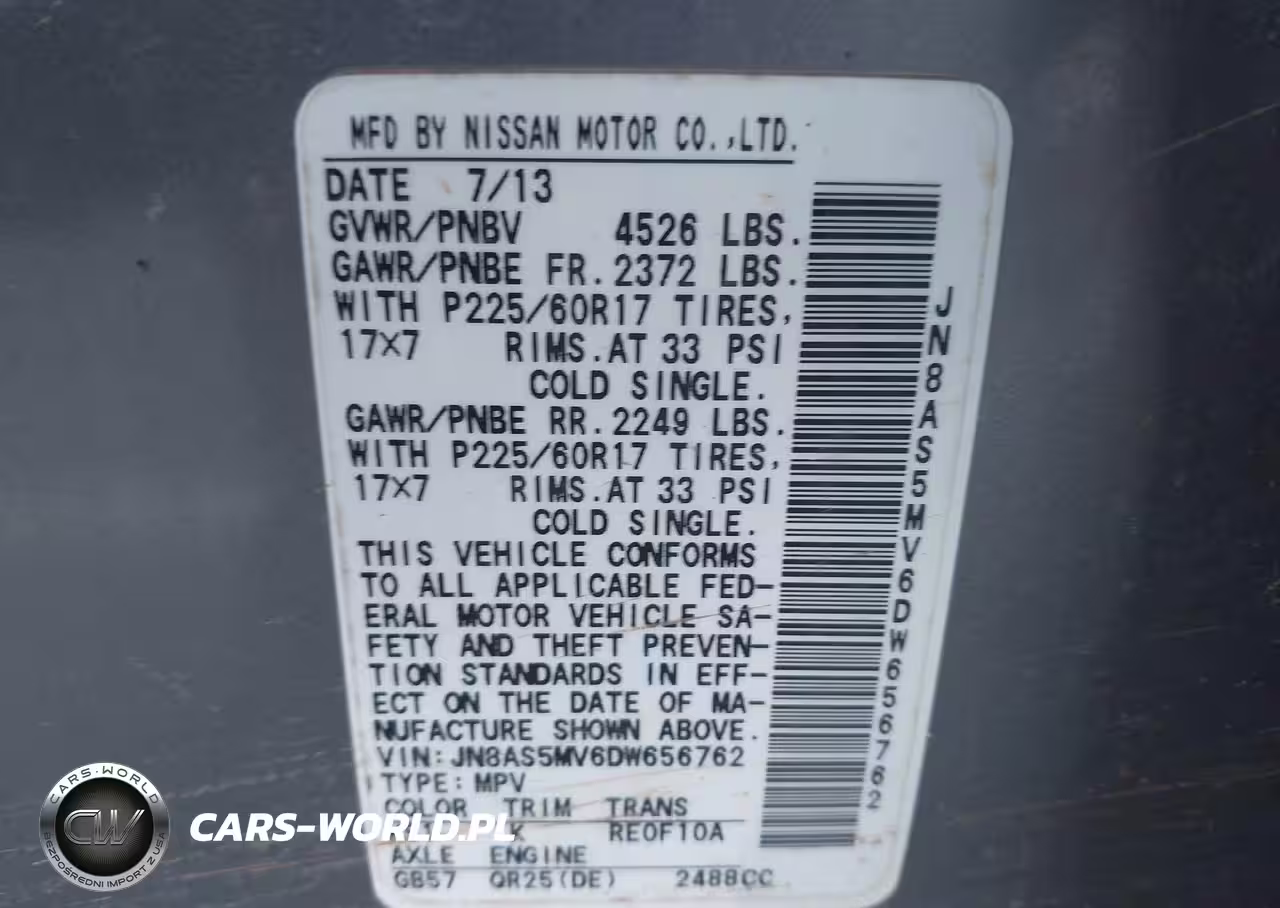 MFD BY NISSAN MOTOR CO.,LTD.
DATE 7/13
GVWR/PNBV 4526 LBS.
GAWR/PNBE FR. 2372 LBS.
WITH P225/60R17 TIRES,
17×7 RIMS. AT 33 PSI
COLD SINGLE.
GAWR/PNBE RR. 2249 LBS.
WITH P225/60R17 TIRES,
17×7 RIMS. AT 33 PSI
COLD SINGLE.
THIS VEHICLE CONFORMS
TO ALL APPLICABLE FED-
ERAL MOTOR VEHICLE SA-
FETY AND THEFT PREVEN-
TION STANDARDS IN EFF-
ECT ON THE DATE OF MA-
NUFACTURE SHOWN ABOVE.
VIN: JN8AS5MV6DW656762
TYPE: MPV
COLOR TRIM TRANS
RE0F10A
AXLE ENGINE
GB57 QR25(DE) 2488CC
JN8AS5MV6DW656762
CARS-WORLD
CW
BEZPOŚREDNI IMPORT Z USA
CARS-WORLD.PL